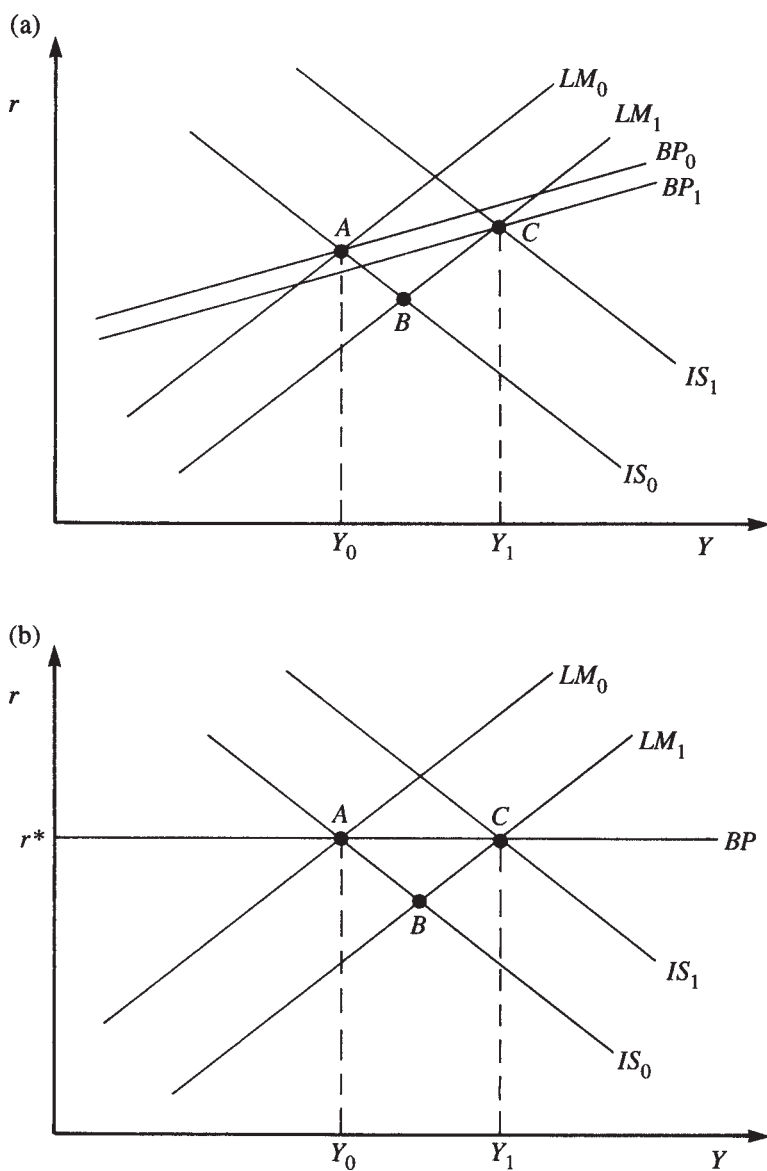 (a)
r
LM₀
LM₁
BP₀
BP₁
A
C
B
IS₁
IS₀
Y₀
Y₁
Y
(b)
r
LM₀
LM₁
A
C
r*
BP
B
IS₁
IS₀
Y₀
Y₁
Y